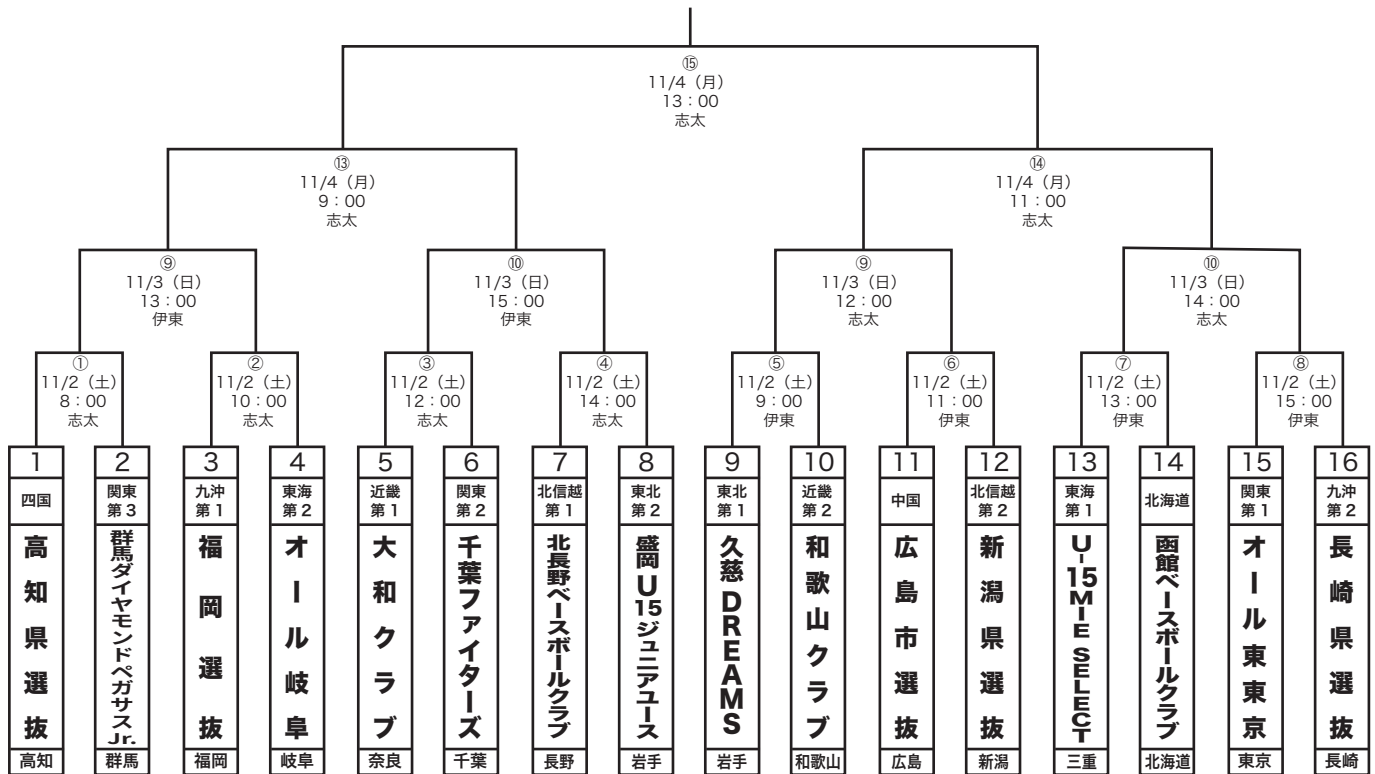 ⑮
11/4（月）
13：00
志太
⑬
11/4（月）
9：00
志太
⑭
11/4（月）
11：00
志太
⑨
11/3（日）
13：00
伊東
⑩
11/3（日）
15：00
伊東
⑨
11/3（日）
12：00
志太
⑩
11/3（日）
14：00
志太
①
11/2（土）
8：00
志太
②
11/2（土）
10：00
志太
③
11/2（土）
12：00
志太
④
11/2（土）
14：00
志太
⑤
11/2（土）
9：00
伊東
⑥
11/2（土）
11：00
伊東
⑦
11/2（土）
13：00
伊東
⑧
11/2（土）
15：00
伊東
1
四国
高知県選抜
高知
2
関東
第３
群馬ダイヤモンドペガサスJr.
群馬
3
九沖
第１
福岡選抜
福岡
4
東海
第２
オール岐阜
岐阜
5
近畿
第１
大和クラブ
奈良
6
関東
第２
千葉ファイターズ
千葉
7
北信越
第１
北長野ベースボールクラブ
長野
8
東北
第２
盛岡U15ジュニアユース
岩手
9
東北
第１
久慈DREAMS
岩手
10
近畿
第２
和歌山クラブ
和歌山
11
中国
広島市選抜
広島
12
北信越
第２
新潟県選抜
新潟
13
東海
第１
U-15MIE SELECT
三重
14
北海道
函館ベースボールクラブ
北海道
15
関東
第１
オール東東京
東京
16
九沖
第２
長崎県選抜
長崎